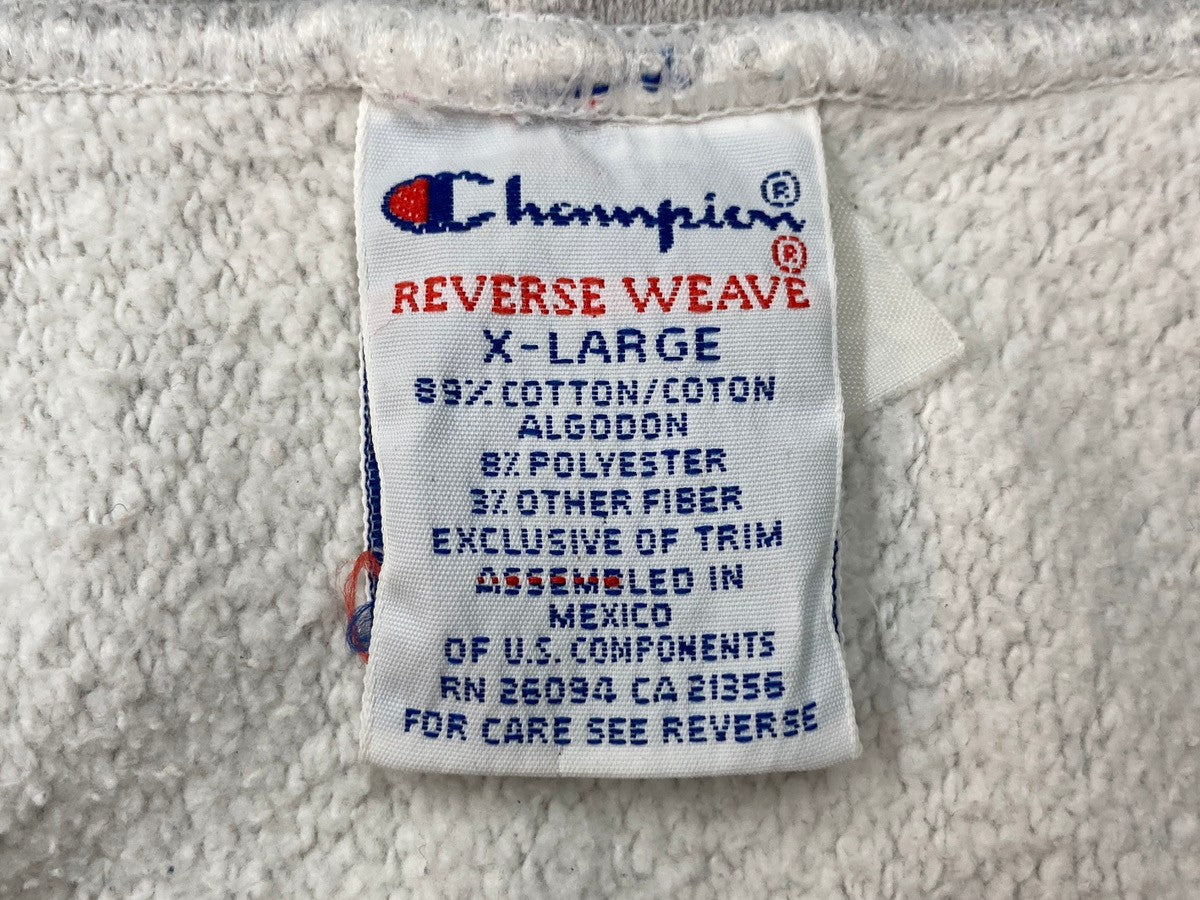 Champion®
REVERSE WEAVE®
X-LARGE
89% COTTON/COTON
ALGODON
8% POLYESTER
3% OTHER FIBER
EXCLUSIVE OF TRIM
ASSEMBLED IN
MEXICO
OF U.S. COMPONENTS
RN 26094 CA 21356
FOR CARE SEE REVERSE